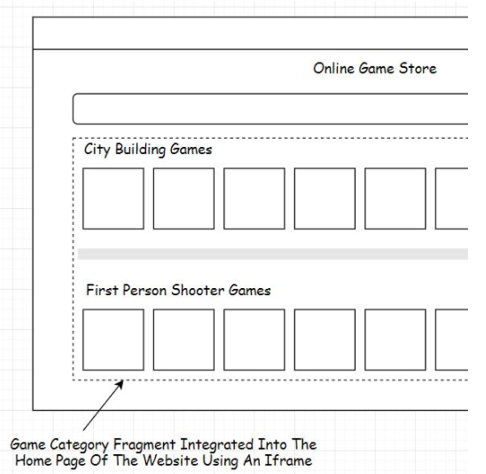 Online Game Store
City Building Games
First Person Shooter Games
Game Category Fragment Integrated Into The
Home Page Of The Website Using An Iframe